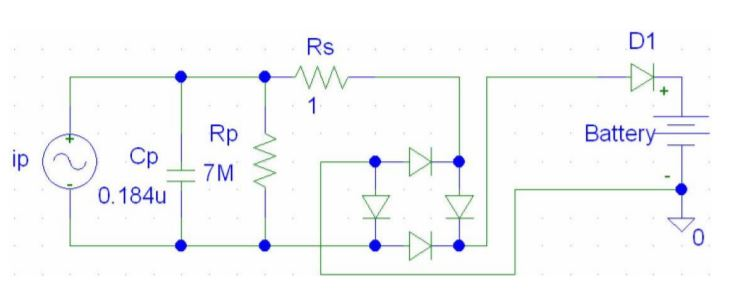 Rs
D1
1
+
+
ip
Cp
Rp
Battery
-
7M
0.184u
-
0